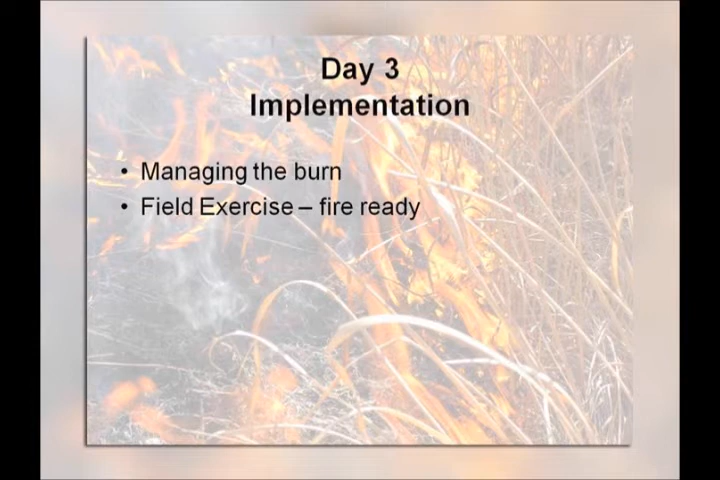 Day 3
Implementation
• Managing the burn
• Field Exercise – fire ready